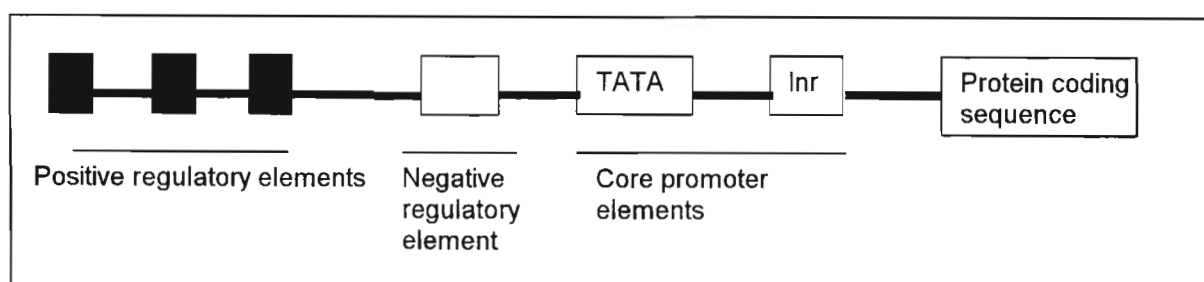 TATA
Inr
Protein coding
sequence
Positive regulatory elements
Negative
regulatory
element
Core promoter
elements